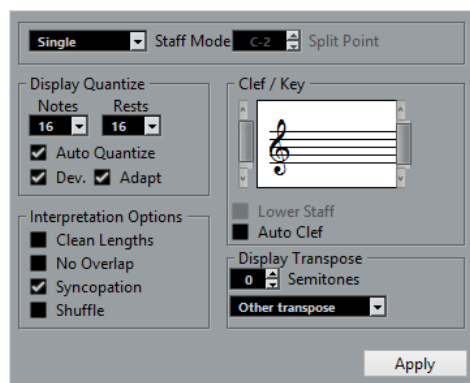 Single Staff Mode C-2 Split Point
Display Quantize
Notes Rests
16 16
Auto Quantize
Dev. Adapt
Interpretation Options
Clean Lengths
No Overlap
Syncopation
Shuffle
Clef / Key
Lower Staff
Auto Clef
Display Transpose
0 Semitones
Other transpose
Apply